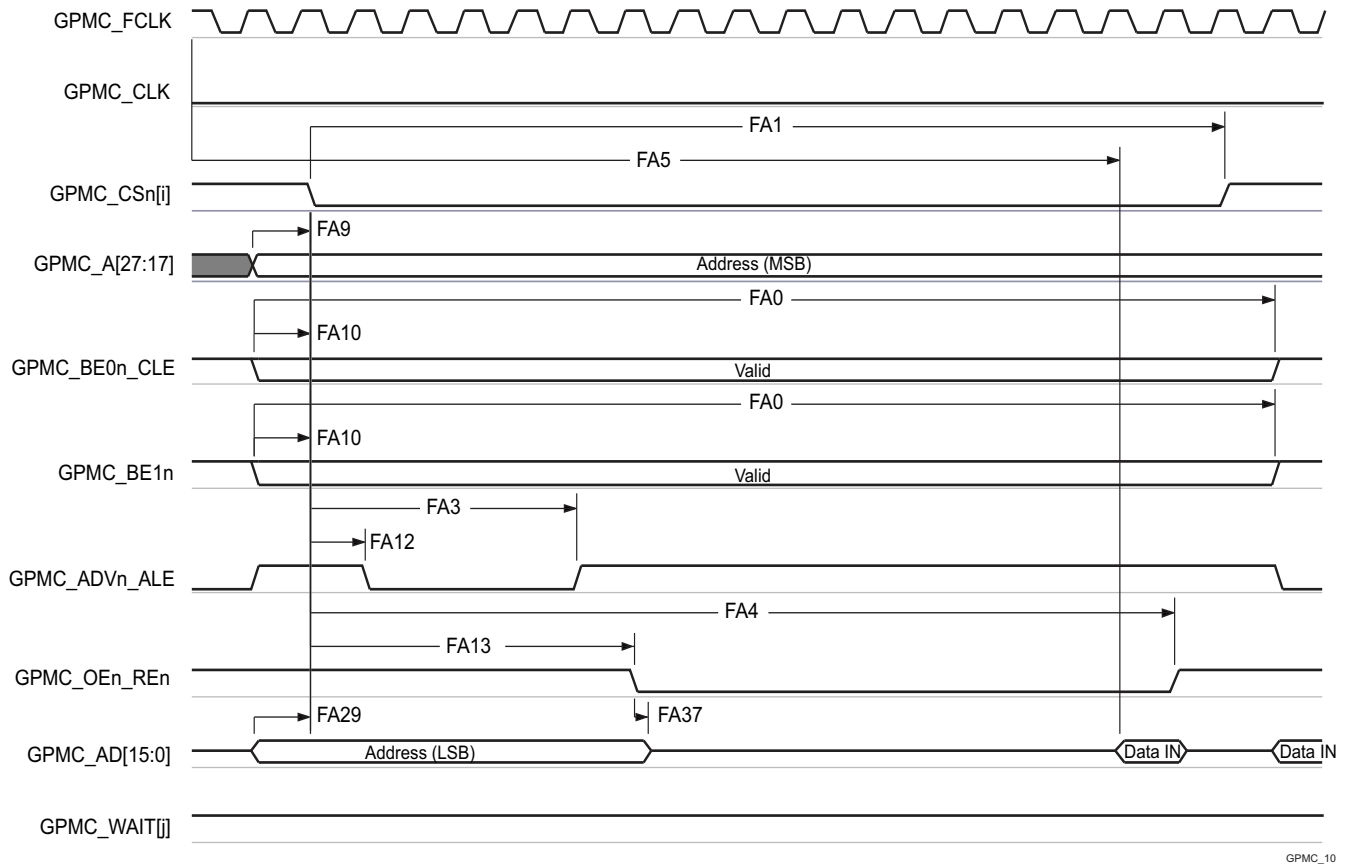 GPMC_FCLK
GPMC_CLK
FA1
FA5
GPMC_CSn[i]
FA9
GPMC_A[27:17]
Address (MSB)
FA0
FA10
GPMC_BE0n_CLE
Valid
FA0
FA10
GPMC_BE1n
Valid
FA3
FA12
GPMC_ADVn_ALE
FA4
FA13
GPMC_OEn_REn
FA29
FA37
GPMC_AD[15:0]
Address (LSB)
Data IN
Data IN
GPMC_WAIT[j]
GPMC_10